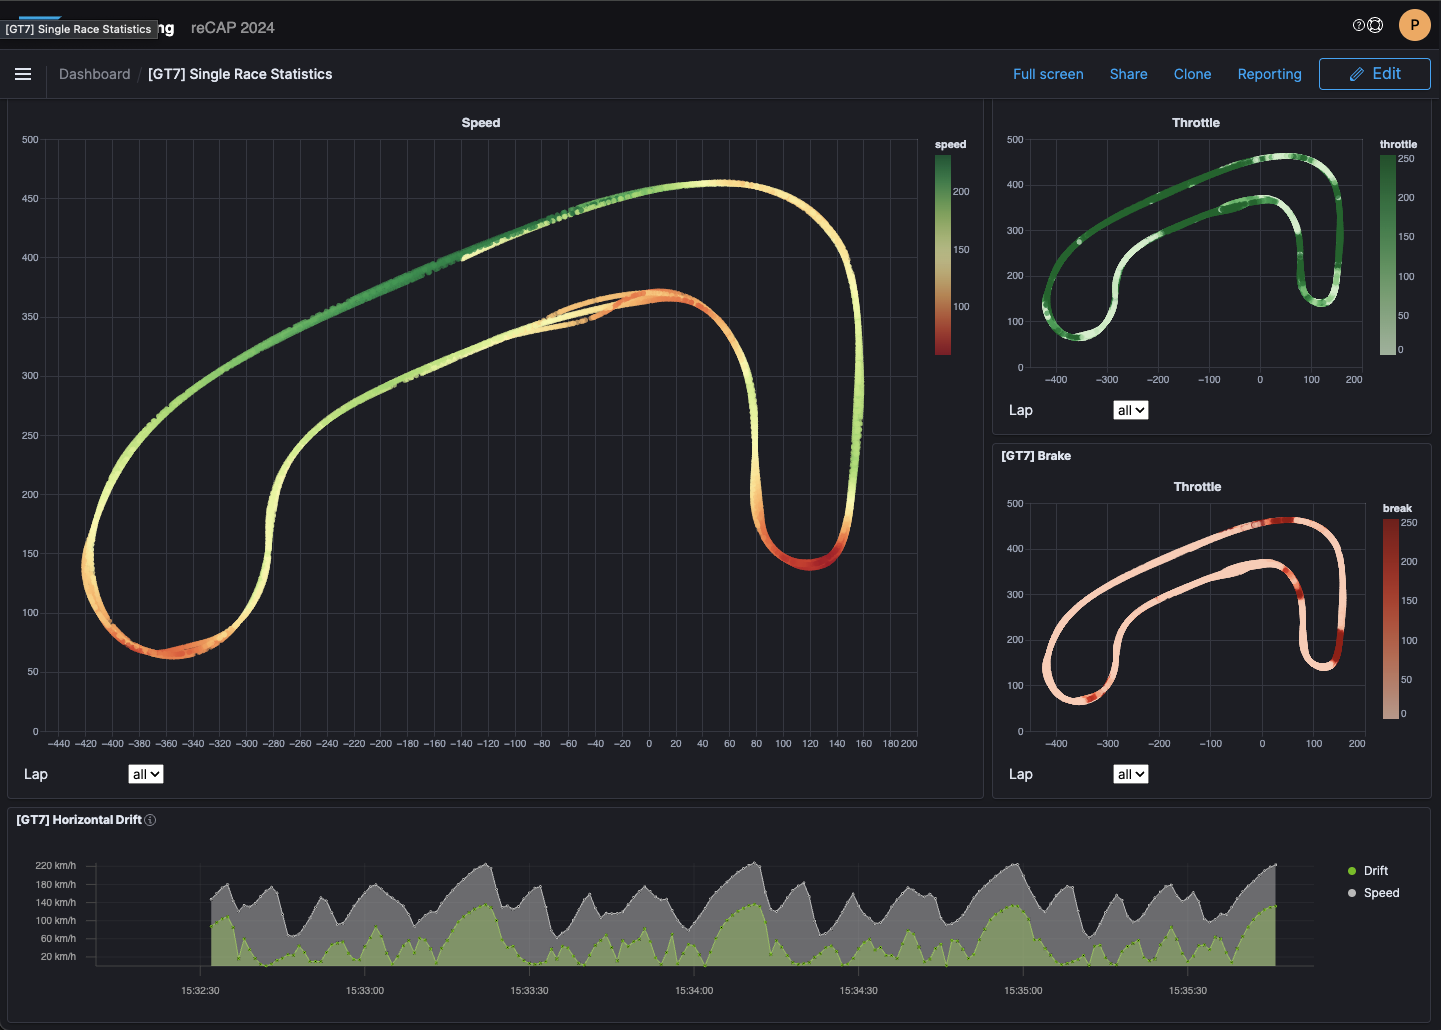 [GT7] Single Race Statistics ng reCAP 2024
P
Dashboard / [GT7] Single Race Statistics
Full screen Share Clone Reporting Edit
Speed
500
450
400
350
300
250
200
150
100
50
0
−440 −420 −400 −380 −360 −340 −320 −300 −280 −260 −240 −220 −200 −180 −160 −140 −120 −100 −80 −60 −40 −20 0 20 40 60 80 100 120 140 160 180 200
speed
200
150
100
Lap all
Throttle
500
400
300
200
100
0
−400 −300 −200 −100 0 100 200
throttle
250
200
150
100
50
0
Lap all
[GT7] Brake
Throttle
500
400
300
200
100
0
−400 −300 −200 −100 0 100 200
break
250
200
150
100
50
0
Lap all
[GT7] Horizontal Drift
220 km/h
180 km/h
140 km/h
100 km/h
60 km/h
20 km/h
15:32:30 15:33:00 15:33:30 15:34:00 15:34:30 15:35:00 15:35:30
Drift
Speed